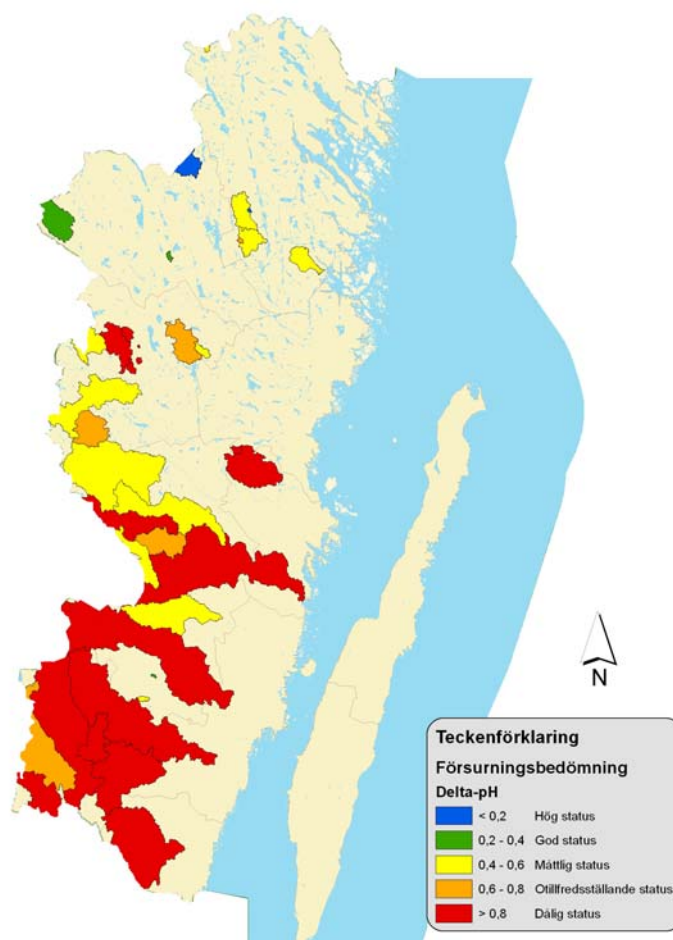 N
Teckenförklaring
Försurningsbedömning
Delta-pH
< 0,2 Hög status
0,2 - 0,4 God status
0,4 - 0,6 Måttlig status
0,6 - 0,8 Otillfredsställande status
> 0,8 Dålig status